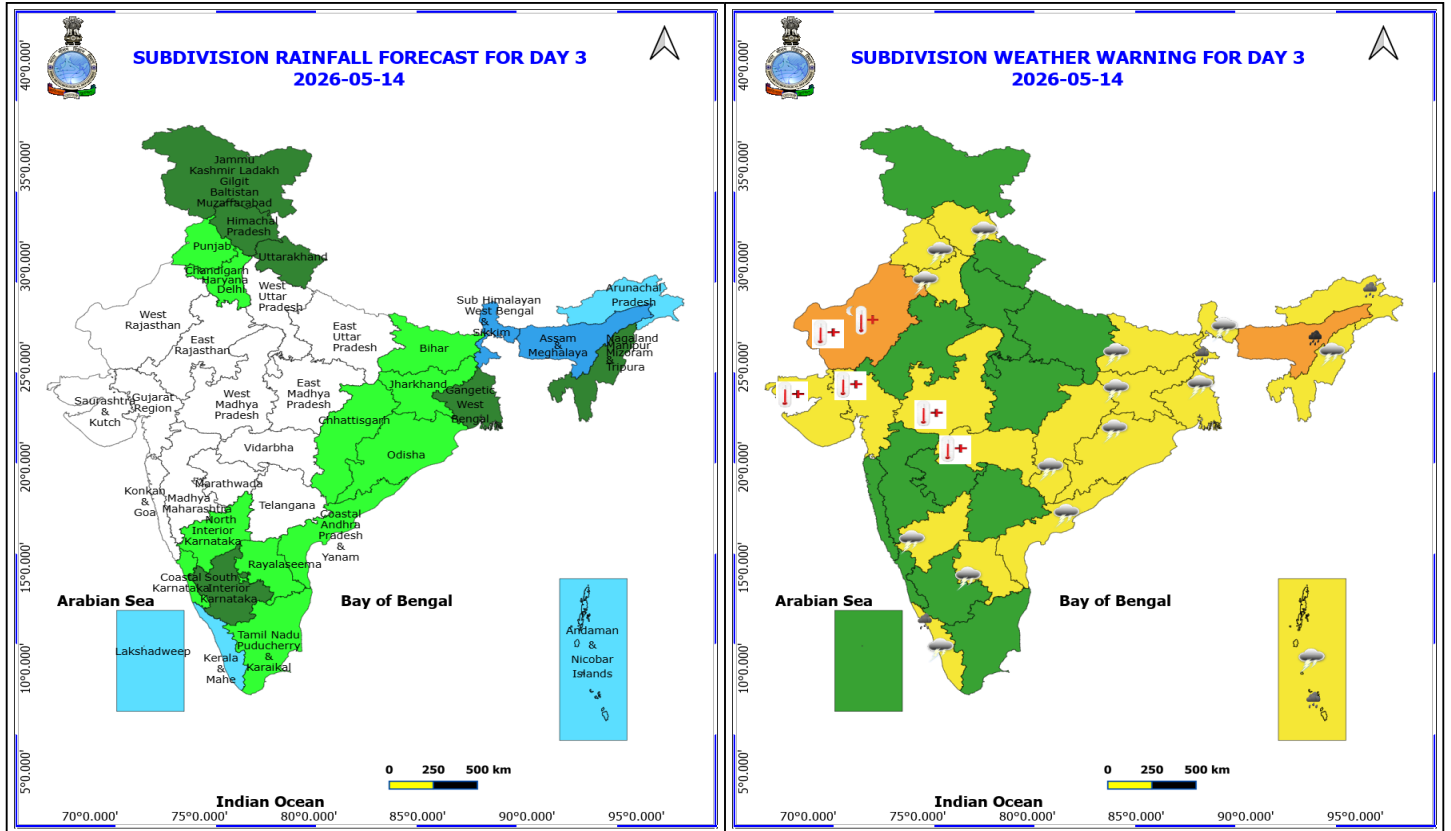 SUBDIVISION RAINFALL FORECAST FOR DAY 3
2026-05-14
40°0.000'
35°0.000'
30°0.000'
25°0.000'
20°0.000'
15°0.000'
10°0.000'
5°0.000'
Jammu
Kashmir Ladakh
Gilgit
Baltistan
Muzaffarabad
Himachal
Pradesh
Punjab
Uttarakhand
Chandigarh
Haryana
Delhi
West
Uttar
Pradesh
West
Rajasthan
East
Rajasthan
East
Uttar
Pradesh
Sub Himalayan
West Bengal
&
Sikkim
Arunachal
Pradesh
Assam
&
Meghalaya
Nagaland
Manipur
Mizoram
&
Tripura
Bihar
Jharkhand
Gangetic
West
Bengal
Saurashtra
&
Kutch
Gujarat
Region
West
Madhya
Pradesh
East
Madhya
Pradesh
Chhattisgarh
Odisha
Vidarbha
Marathwada
Madhya
Maharashtra
Konkan
&
Goa
Telangana
North
Interior
Karnataka
Coastal
Andhra
Pradesh
&
Yanam
Rayalaseema
Coastal
Karnataka
South
Interior
Karnataka
Tamil Nadu
Puducherry
&
Karaikal
Kerala
&
Mahe
Arabian Sea
Lakshadweep
Bay of Bengal
Andaman
&
Nicobar
Islands
0 250 500 km
Indian Ocean
70°0.000' 75°0.000' 80°0.000' 85°0.000' 90°0.000' 95°0.000'
SUBDIVISION WEATHER WARNING FOR DAY 3
2026-05-14
40°0.000'
35°0.000'
30°0.000'
25°0.000'
20°0.000'
15°0.000'
10°0.000'
5°0.000'
Arabian Sea
Bay of Bengal
0 250 500 km
Indian Ocean
70°0.000' 75°0.000' 80°0.000' 85°0.000' 90°0.000' 95°0.000'